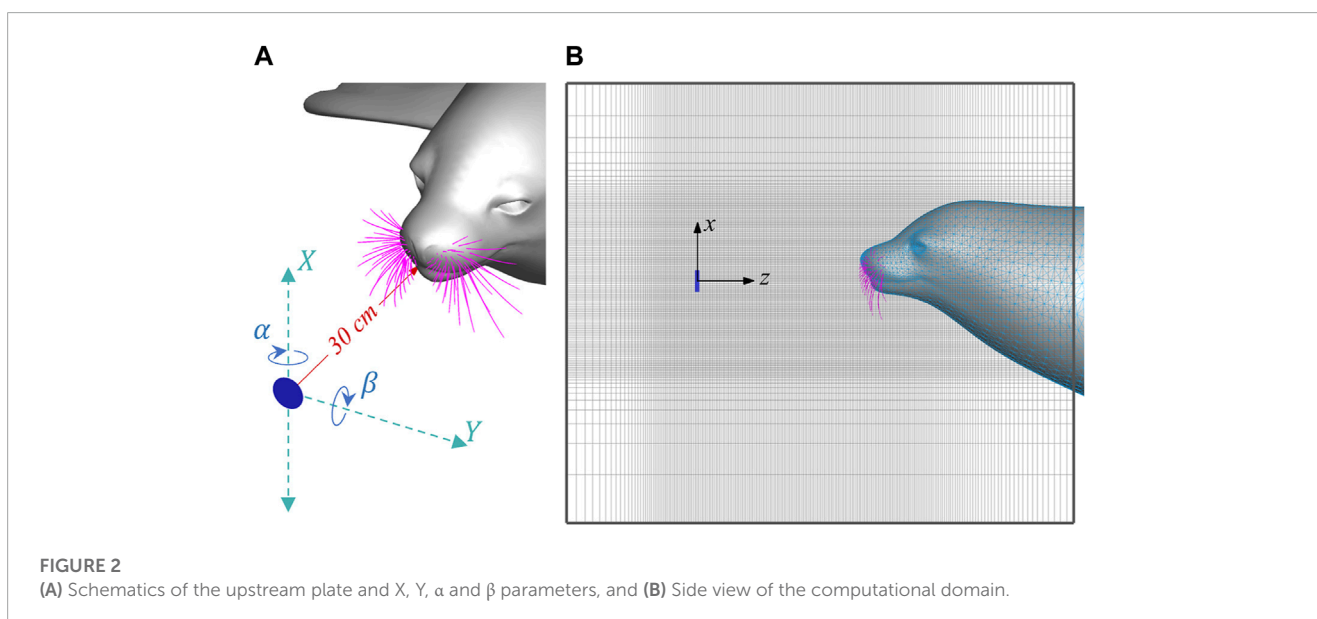 A
B
X
α
30 cm
β
Y
x
z
FIGURE 2
(A) Schematics of the upstream plate and X, Y, α and β parameters, and (B) Side view of the computational domain.